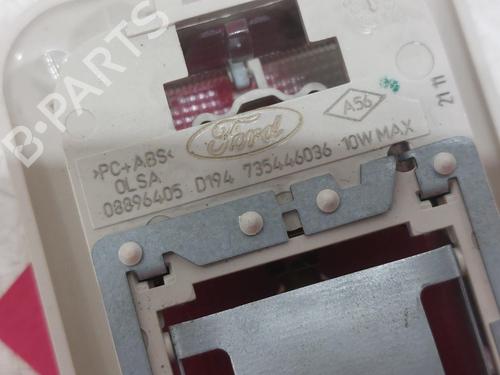 B-PARTS
>PC+ABS<
OLSA
Ford
A56
21 11
08896405 D194 735446036 10W MAX